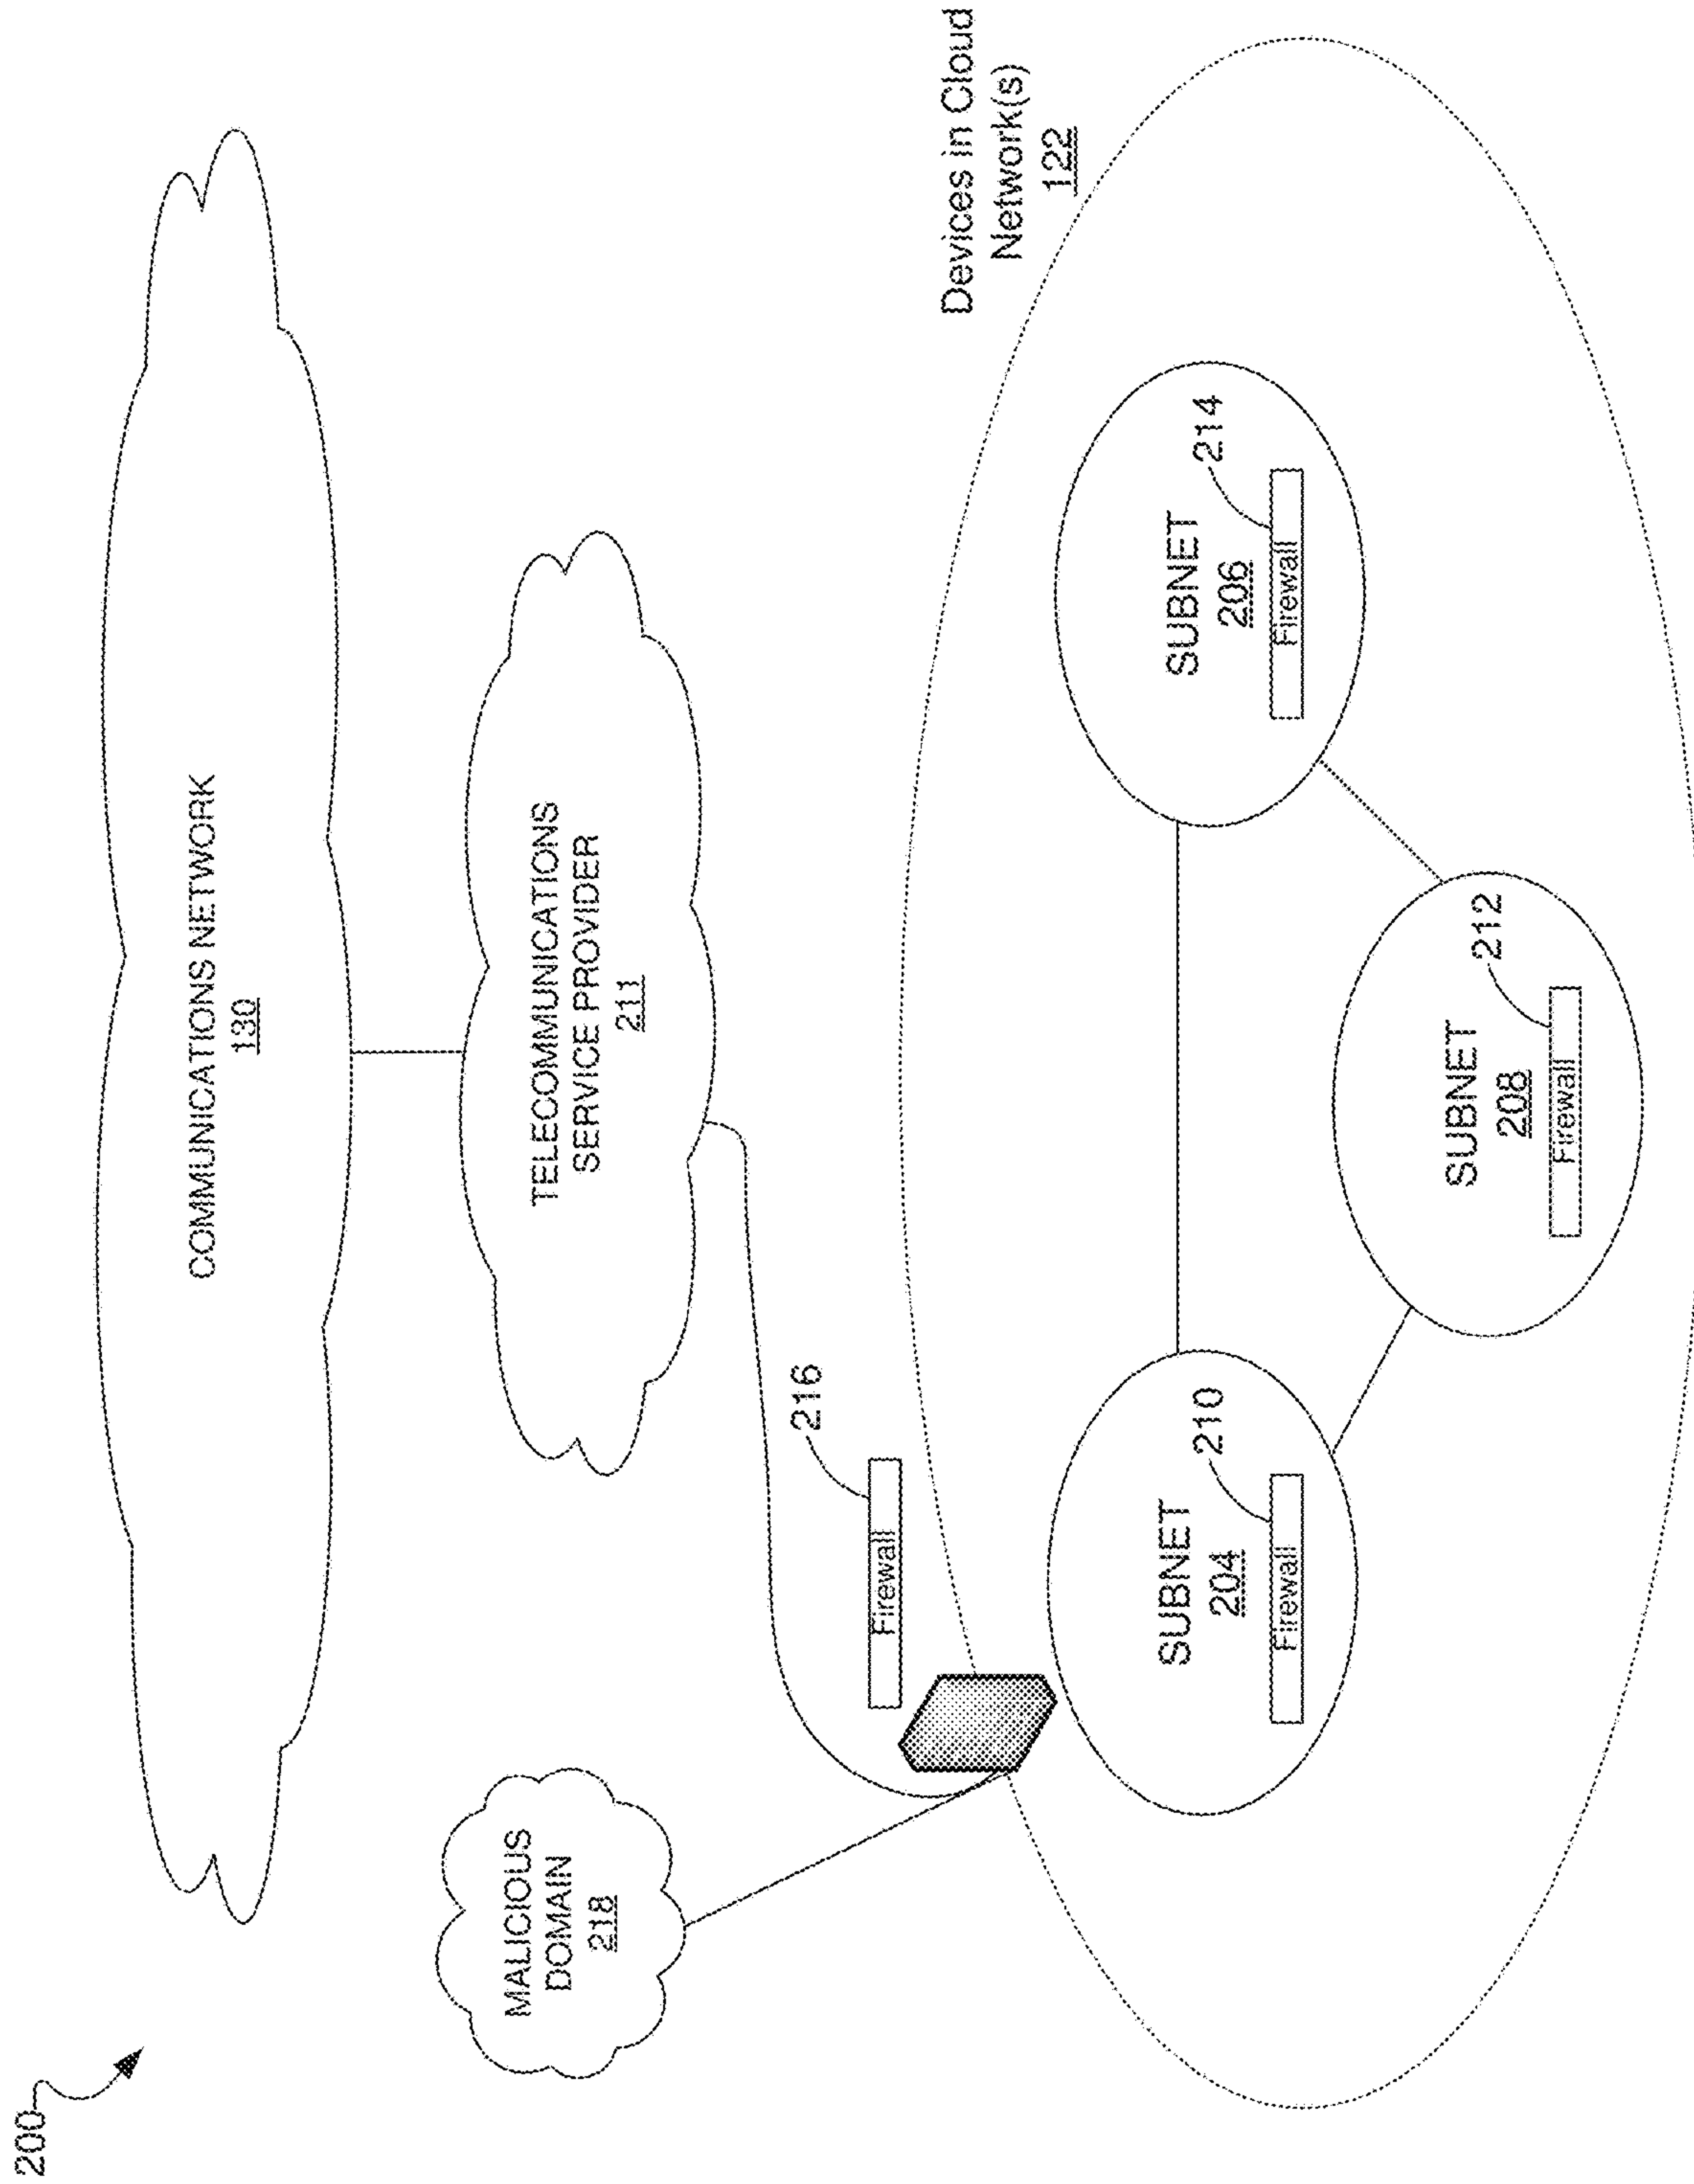 200
COMMUNICATIONS NETWORK
130
MALICIOUS
DOMAIN
218
TELECOMMUNICATIONS
SERVICE PROVIDER
211
216
Firewall
Devices in Cloud
Network(s)
122
SUBNET
204
210
Firewall
SUBNET
206
214
Firewall
SUBNET
208
212
Firewall